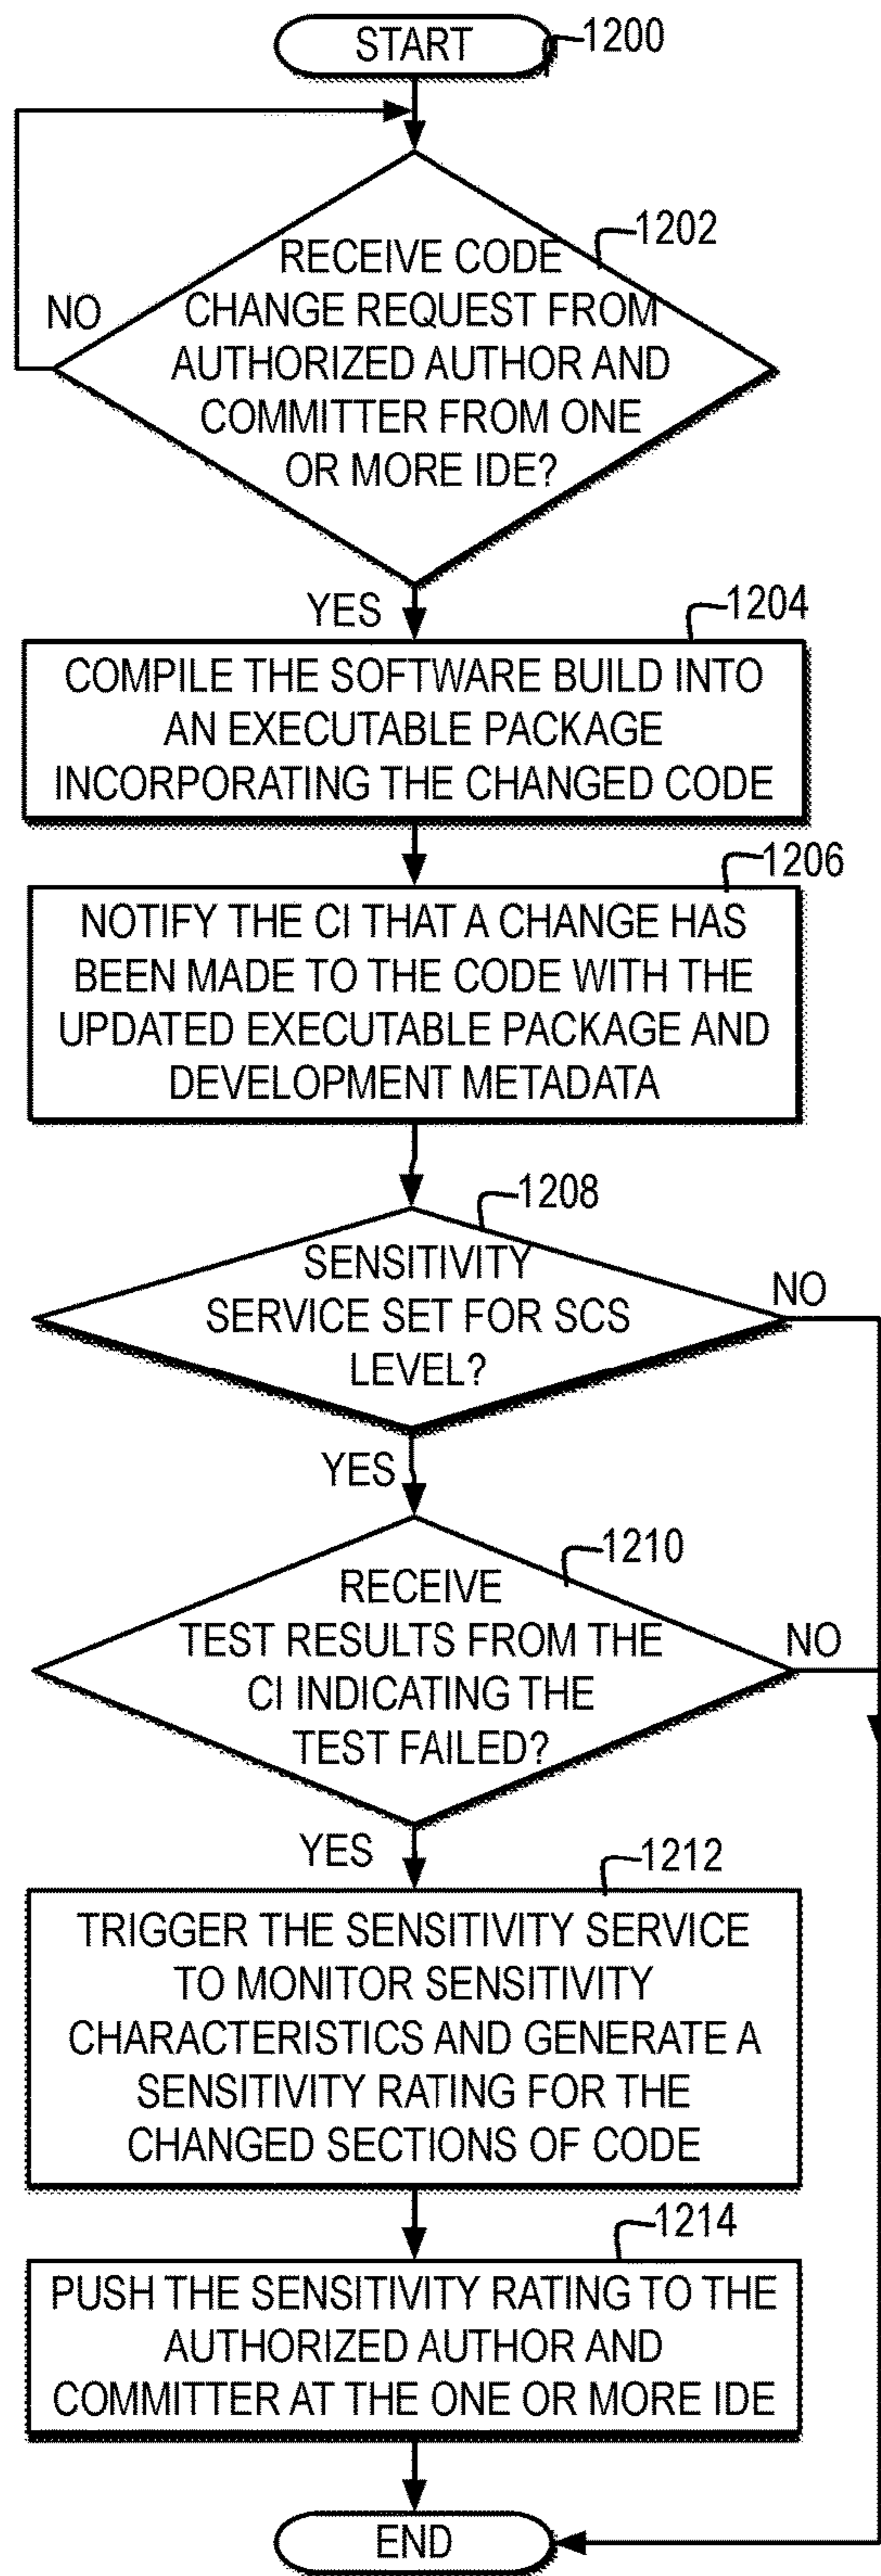 START
1200
1202
RECEIVE CODE
CHANGE REQUEST FROM
NO
AUTHORIZED AUTHOR AND
COMMITTER FROM ONE
OR MORE IDE?
YES
1204
COMPILE THE SOFTWARE BUILD INTO
AN EXECUTABLE PACKAGE
INCORPORATING THE CHANGED CODE
1206
NOTIFY THE CI THAT A CHANGE HAS
BEEN MADE TO THE CODE WITH THE
UPDATED EXECUTABLE PACKAGE AND
DEVELOPMENT METADATA
1208
SENSITIVITY
SERVICE SET FOR SCS
LEVEL?
NO
YES
1210
RECEIVE
TEST RESULTS FROM THE
CI INDICATING THE
TEST FAILED?
NO
YES
1212
TRIGGER THE SENSITIVITY SERVICE
TO MONITOR SENSITIVITY
CHARACTERISTICS AND GENERATE A
SENSITIVITY RATING FOR THE
CHANGED SECTIONS OF CODE
1214
PUSH THE SENSITIVITY RATING TO THE
AUTHORIZED AUTHOR AND
COMMITTER AT THE ONE OR MORE IDE
END